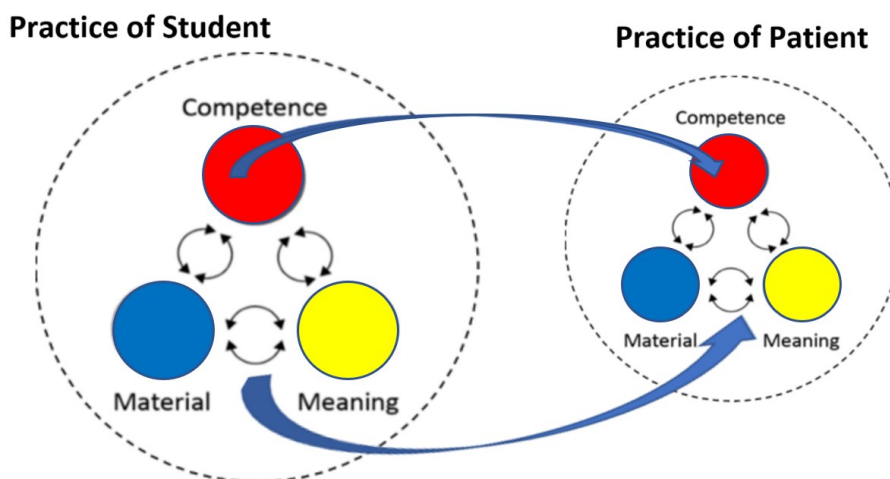 Practice of Student
Practice of Patient
Competence
Competence
Material
Meaning
Material
Meaning